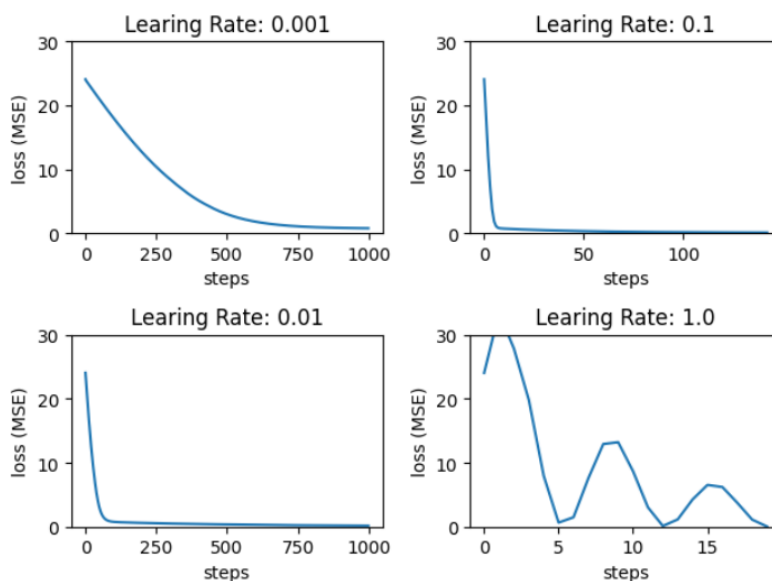 Learing Rate: 0.001
30
20
10
0
loss (MSE)
0 250 500 750 1000
steps
Learing Rate: 0.1
30
20
10
0
loss (MSE)
0 50 100
steps
Learing Rate: 0.01
30
20
10
0
loss (MSE)
0 250 500 750 1000
steps
Learing Rate: 1.0
30
20
10
0
loss (MSE)
0 5 10 15
steps